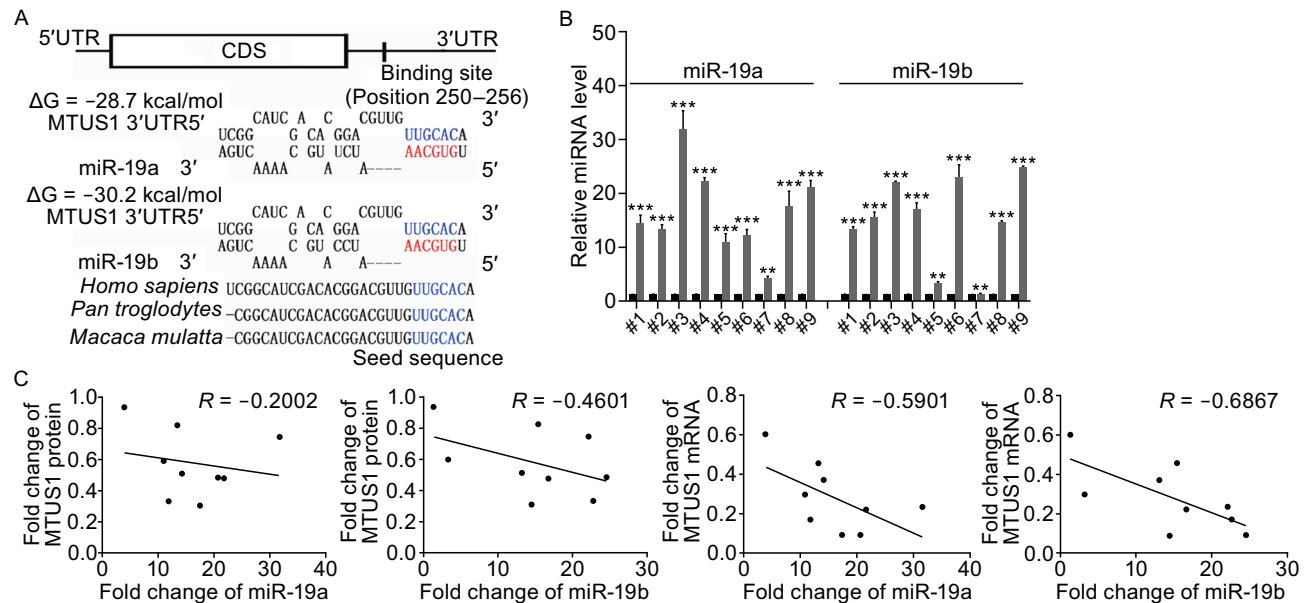 A
5′UTR
CDS
3′UTR
Binding site
(Position 250–256)
ΔG = −28.7 kcal/mol
MTUS1 3′UTR5′
CAUC A C CGUUG 3′
UCGG G CA GGA UUGCACA
AGUC C GU UCU AACGUGU
miR-19a 3′ AAAA A A---- 5′
ΔG = −30.2 kcal/mol
MTUS1 3′UTR5′
CAUC A C CGUUG 3′
UCGG G CA GGA UUGCACA
AGUC C GU CCU AACGUGU
miR-19b 3′ AAAA A A---- 5′
Homo sapiens UCGGCAUCGACACGGACGUUGUUGCACA
Pan troglodytes -CGGCAUCGACACGGACGUUGUUGCACA
Macaca mulatta -CGGCAUCGACACGGACGUUGUUGCACA
Seed sequence
B
Relative miRNA level
50
40
30
20
10
0
miR-19a miR-19b
*** *** *** *** *** *** ** *** ***
*** *** *** *** ** *** ** *** ***
#1 #2 #3 #4 #5 #6 #7 #8 #9
#1 #2 #3 #4 #5 #6 #7 #8 #9
C
Fold change of
MTUS1 protein
1.0
0.8
0.6
0.4
0.2
0.0
R = −0.2002
0 10 20 30 40
Fold change of miR-19a
Fold change of
MTUS1 protein
1.0
0.8
0.6
0.4
0.2
0.0
R = −0.4601
0 10 20 30
Fold change of miR-19b
Fold change of
MTUS1 mRNA
0.8
0.6
0.4
0.2
0.0
R = −0.5901
0 10 20 30 40
Fold change of miR-19a
Fold change of
MTUS1 mRNA
0.8
0.6
0.4
0.2
0.0
R = −0.6867
0 10 20 30
Fold change of miR-19b